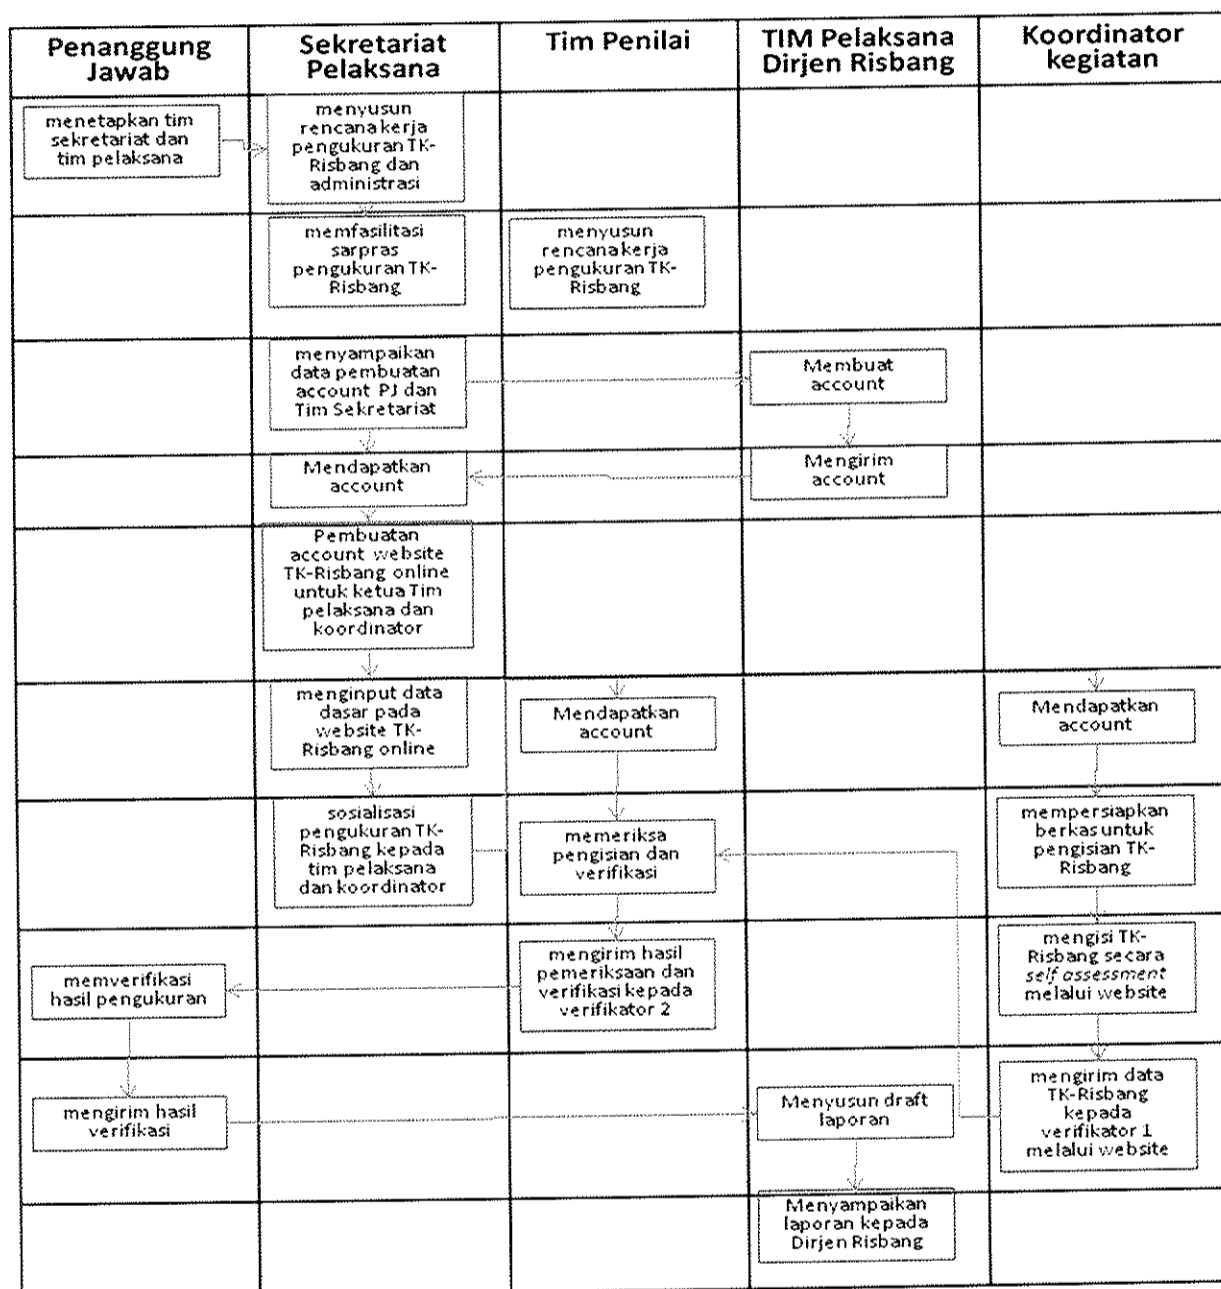 Penanggung
Jawab
Sekretariat
Pelaksana
Tim Penilai
TIM Pelaksana
Dirjen Risbang
Koordinator
kegiatan
menetapkan tim
sekretariat dan
tim pelaksana
menyusun
rencana kerja
pengukuran TK-
Risbang dan
administrasi
memfasilitasi
sarpras
pengukuran TK-
Risbang
menyusun
rencana kerja
pengukuran TK-
Risbang
menyampaikan
data pembuatan
account PJ dan
Tim Sekretariat
Membuat
account
Mendapatkan
account
Mengirim
account
Pembuatan
account website
TK-Risbang online
untuk ketua Tim
pelaksana dan
koordinator
menginput data
dasar pada
website TK-
Risbang online
Mendapatkan
account
Mendapatkan
account
sosialisasi
pengukuran TK-
Risbang kepada
tim pelaksana
dan koordinator
memeriksa
pengisian dan
verifikasi
mempersiapkan
berkas untuk
pengisian TK-
Risbang
memverifikasi
hasil pengukuran
mengirim hasil
pemeriksaan dan
verifikasi kepada
verifikator 2
mengisi TK-
Risbang secara
self assessment
melalui website
mengirim hasil
verifikasi
Menyusun draft
laporan
mengirim data
TK-Risbang
kepada
verifikator 1
melalui website
Menyampaikan
laporan kepada
Dirjen Risbang